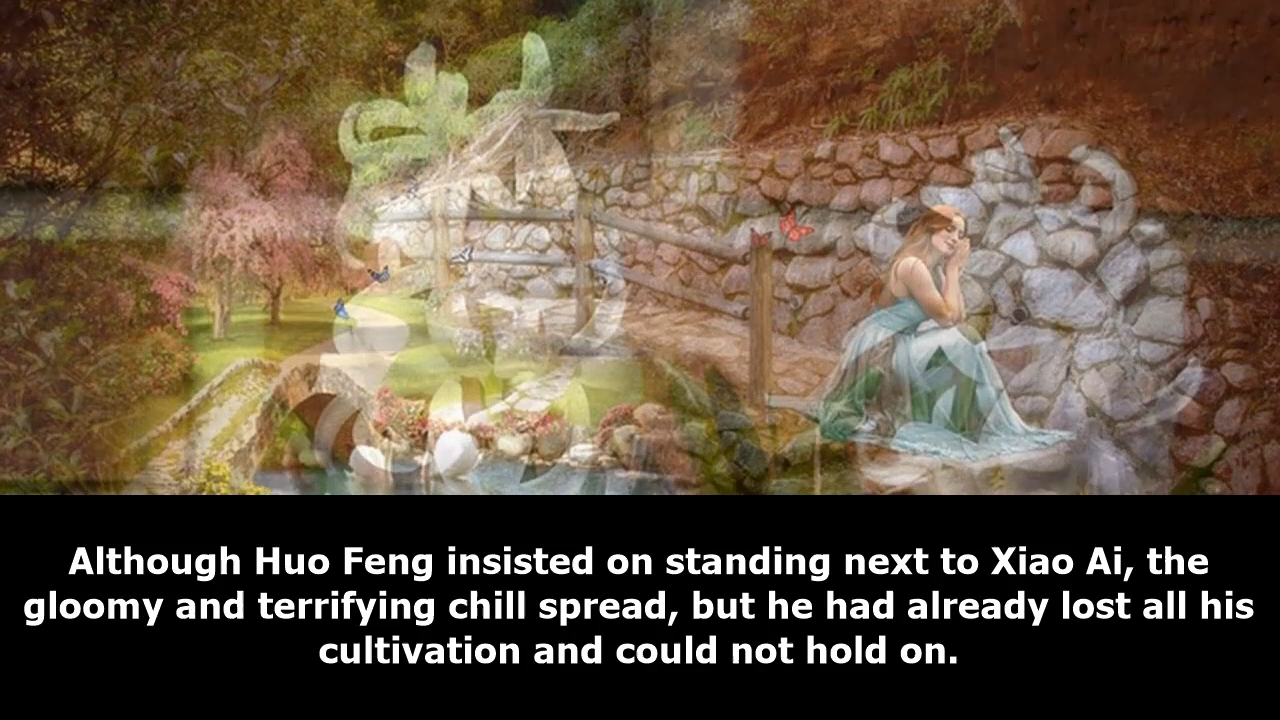 Although Huo Feng insisted on standing next to Xiao Ai, the
gloomy and terrifying chill spread, but he had already lost all his
cultivation and could not hold on.